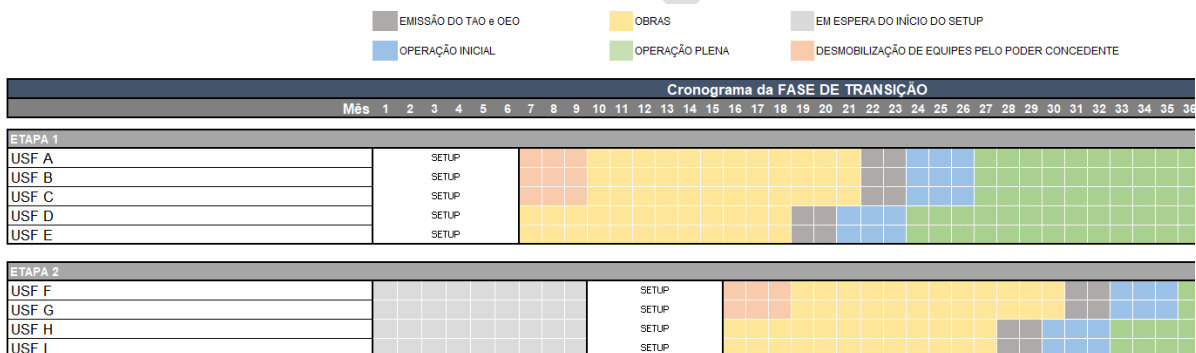 EMISSÃO DO TAO e OEO OBRAS EM ESPERA DO INÍCIO DO SETUP
OPERAÇÃO INICIAL OPERAÇÃO PLENA DESMOBILIZAÇÃO DE EQUIPES PELO PODER CONCEDENTE
Cronograma da FASE DE TRANSIÇÃO
Mês 1 2 3 4 5 6 7 8 9 10 11 12 13 14 15 16 17 18 19 20 21 22 23 24 25 26 27 28 29 30 31 32 33 34 35 36
ETAPA 1
USF A SETUP
USF B SETUP
USF C SETUP
USF D SETUP
USF E SETUP
ETAPA 2
USF F SETUP
USF G SETUP
USF H SETUP
USF I SETUP